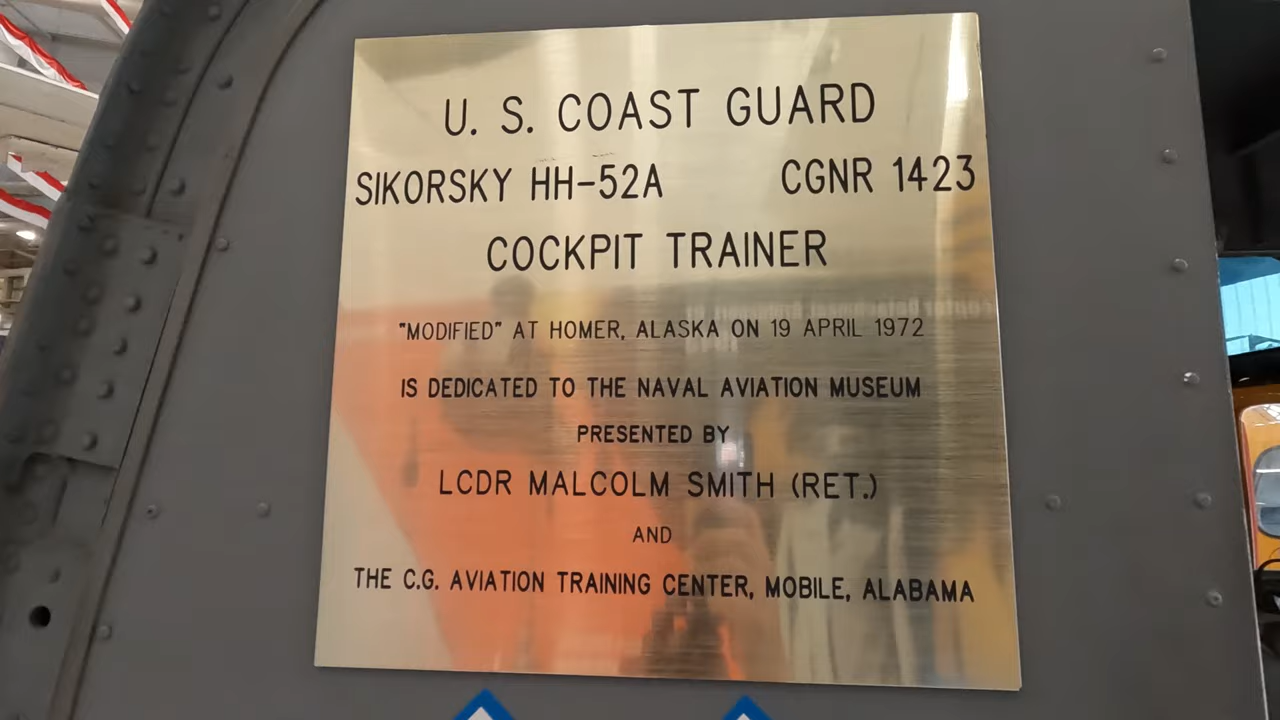 U. S. COAST GUARD
SIKORSKY HH-52A CGNR 1423
COCKPIT TRAINER
"MODIFIED" AT HOMER, ALASKA ON 19 APRIL 1972
IS DEDICATED TO THE NAVAL AVIATION MUSEUM
PRESENTED BY
LCDR MALCOLM SMITH (RET.)
AND
THE C.G. AVIATION TRAINING CENTER, MOBILE, ALABAMA